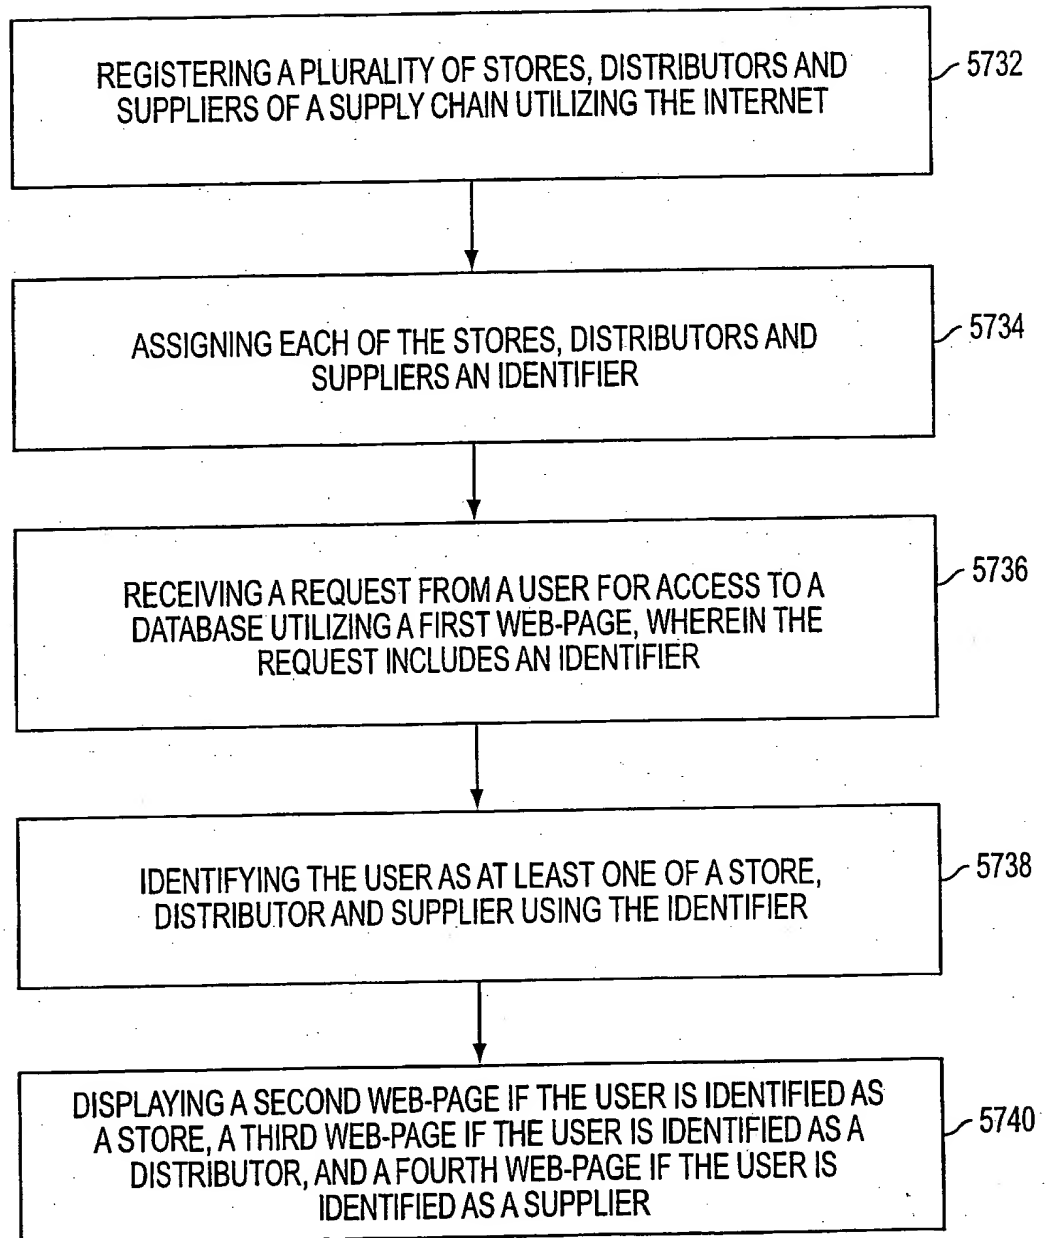 REGISTERING A PLURALITY OF STORES, DISTRIBUTORS AND
SUPPLIERS OF A SUPPLY CHAIN UTILIZING THE INTERNET
5732
ASSIGNING EACH OF THE STORES, DISTRIBUTORS AND
SUPPLIERS AN IDENTIFIER
5734
RECEIVING A REQUEST FROM A USER FOR ACCESS TO A
DATABASE UTILIZING A FIRST WEB-PAGE, WHEREIN THE
REQUEST INCLUDES AN IDENTIFIER
5736
IDENTIFYING THE USER AS AT LEAST ONE OF A STORE,
DISTRIBUTOR AND SUPPLIER USING THE IDENTIFIER
5738
DISPLAYING A SECOND WEB-PAGE IF THE USER IS IDENTIFIED AS
A STORE, A THIRD WEB-PAGE IF THE USER IS IDENTIFIED AS A
DISTRIBUTOR, AND A FOURTH WEB-PAGE IF THE USER IS
IDENTIFIED AS A SUPPLIER
5740